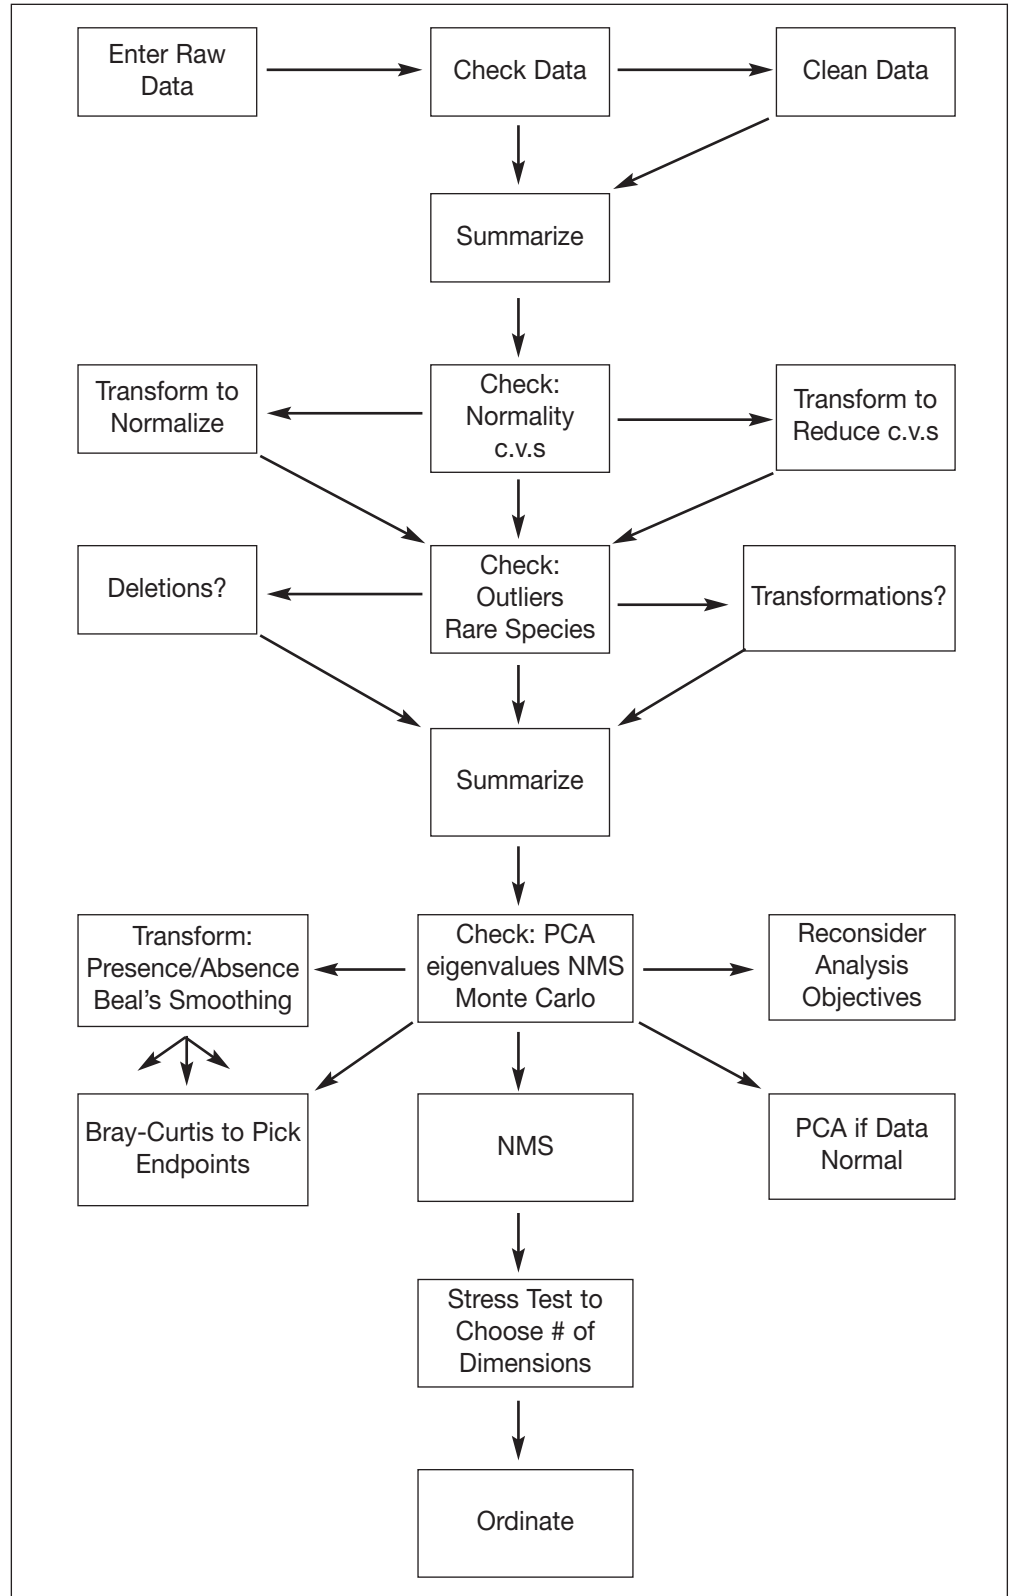 Enter Raw
Data
Check Data
Clean Data
Summarize
Transform to
Normalize
Check:
Normality
c.v.s
Transform to
Reduce c.v.s
Deletions?
Check:
Outliers
Rare Species
Transformations?
Summarize
Transform:
Presence/Absence
Beal's Smoothing
Check: PCA
eigenvalues NMS
Monte Carlo
Reconsider
Analysis
Objectives
Bray-Curtis to Pick
Endpoints
NMS
PCA if Data
Normal
Stress Test to
Choose # of
Dimensions
Ordinate